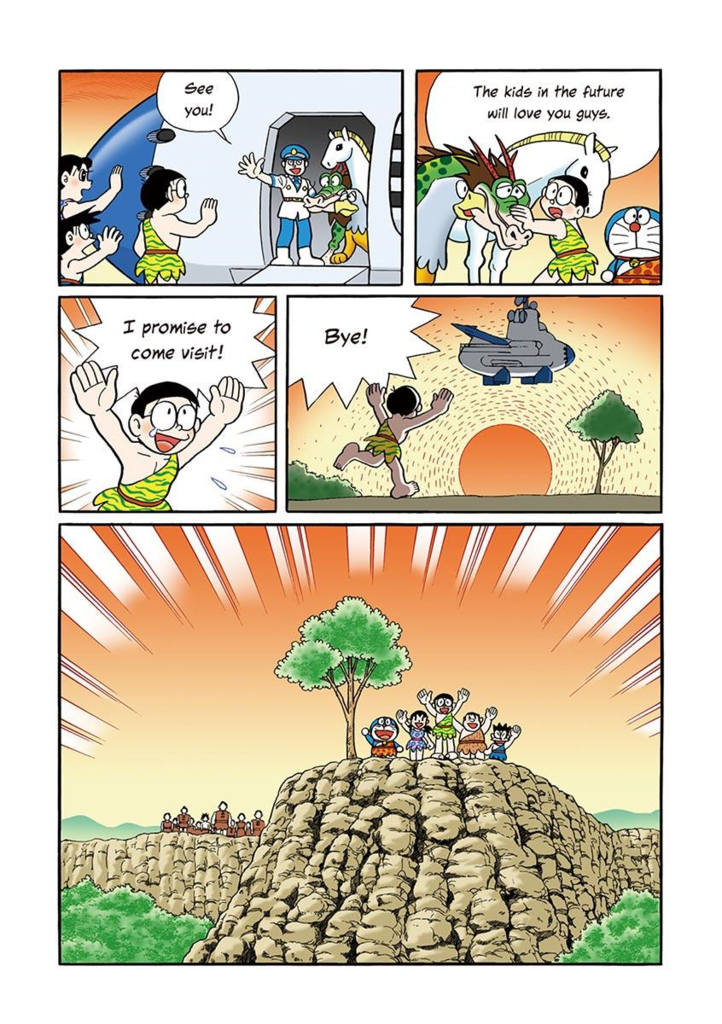 See
you!
The kids in the future
will love you guys.
I promise to
come visit!
Bye!